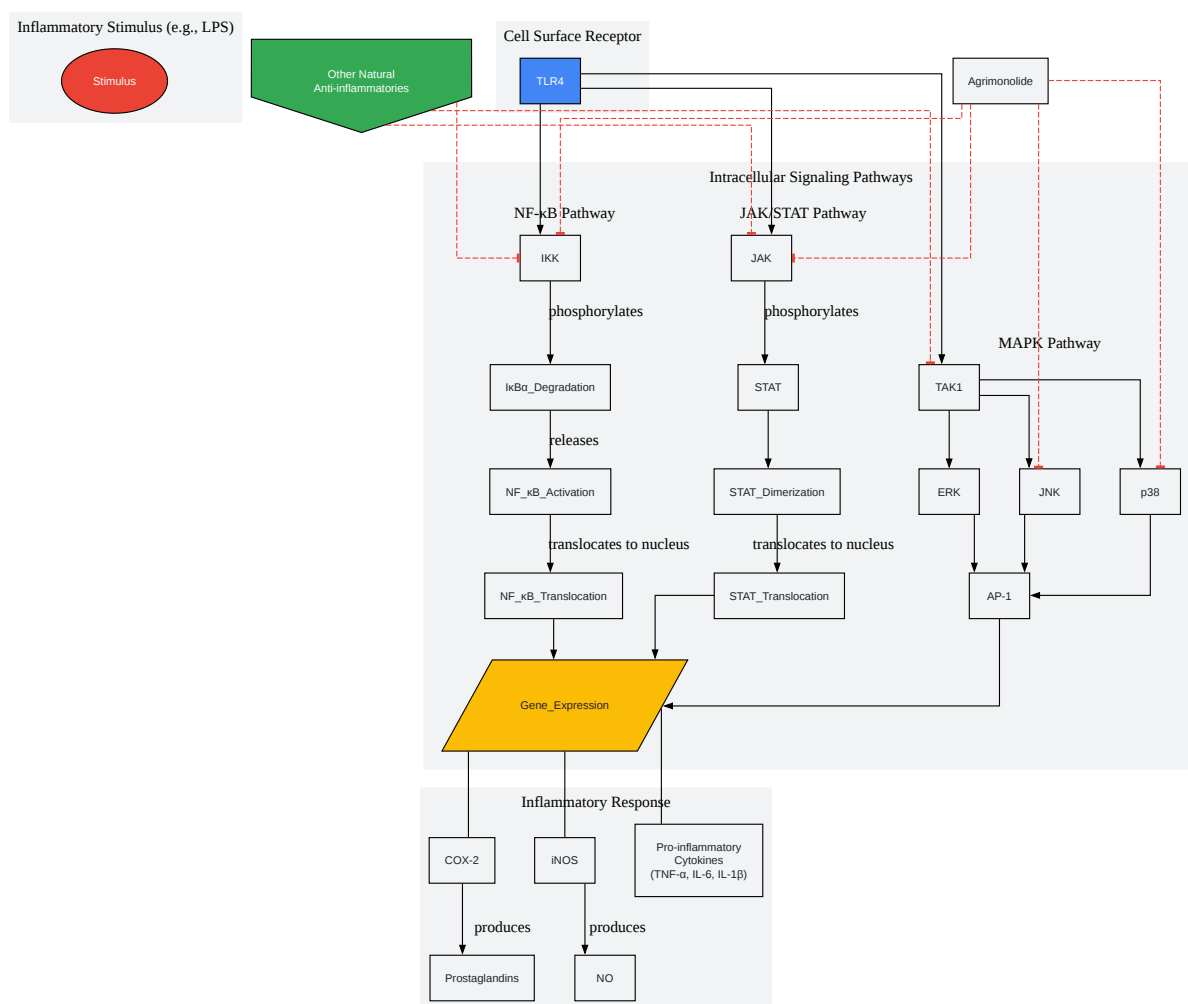 Inflammatory Stimulus (e.g., LPS)
Stimulus
Other Natural
Anti-inflammatories
Cell Surface Receptor
TLR4
Agrimonolide
Intracellular Signaling Pathways
NF-κB Pathway
JAK/STAT Pathway
IKK
JAK
phosphorylates
phosphorylates
MAPK Pathway
IκBα_Degradation
STAT
TAK1
releases
NF_κB_Activation
STAT_Dimerization
ERK
JNK
p38
translocates to nucleus
translocates to nucleus
NF_κB_Translocation
STAT_Translocation
AP-1
Gene_Expression
Inflammatory Response
COX-2
iNOS
Pro-inflammatory
Cytokines
(TNF-α, IL-6, IL-1β)
produces
produces
Prostaglandins
NO